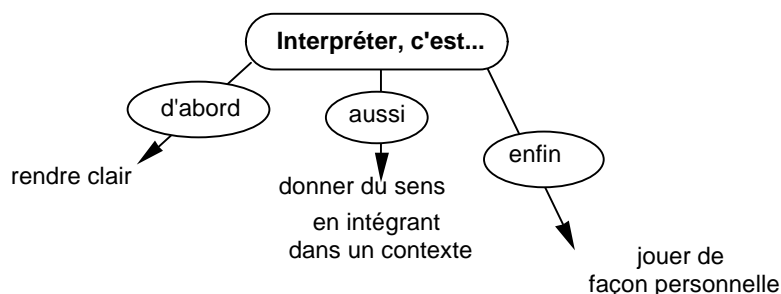 Interpréter, c'est...
d'abord
aussi
enfin
rendre clair
donner du sens
en intégrant
dans un contexte
jouer de
façon personnelle